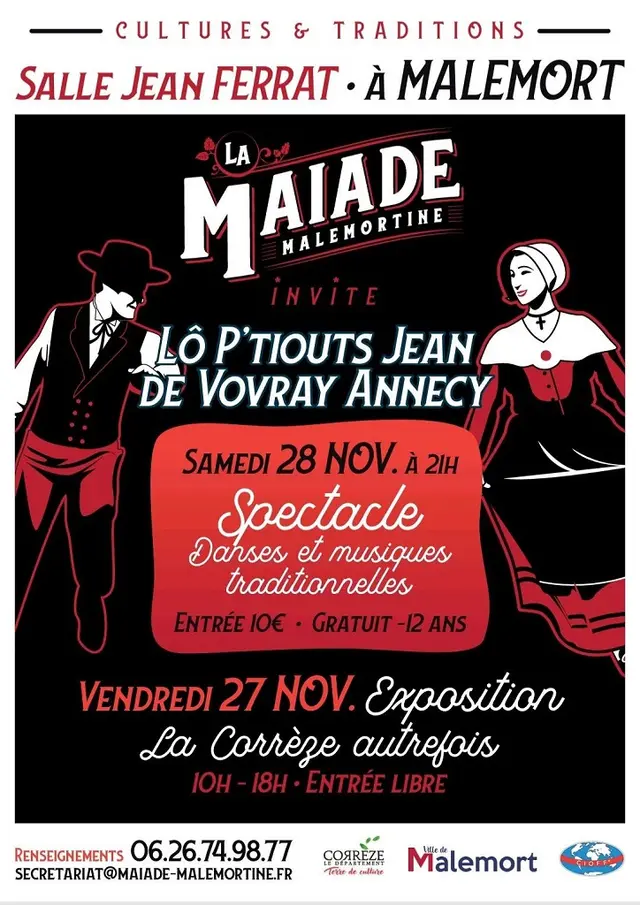 CULTURES & TRADITIONS
SALLE JEAN FERRAT • À MALEMORT
LA
MAIADE
MALEMORTINE
INVITE
LÔ P'TIOUTS JEAN
DE VOVRAY ANNECY
SAMEDI 28 NOV. À 21H
Spectacle
Danses et musiques
traditionnelles
ENTRÉE 10€ • GRATUIT -12 ANS
VENDREDI 27 NOV. Exposition
La Corrèze autrefois
10H - 18H • ENTRÉE LIBRE
RENSEIGNEMENTS 06.26.74.98.77
SECRETARIAT@MAIADE-MALEMORTINE.FR
CORRÈZE
LE DÉPARTEMENT
Terre de culture
Ville de
Malemort
CIOFF